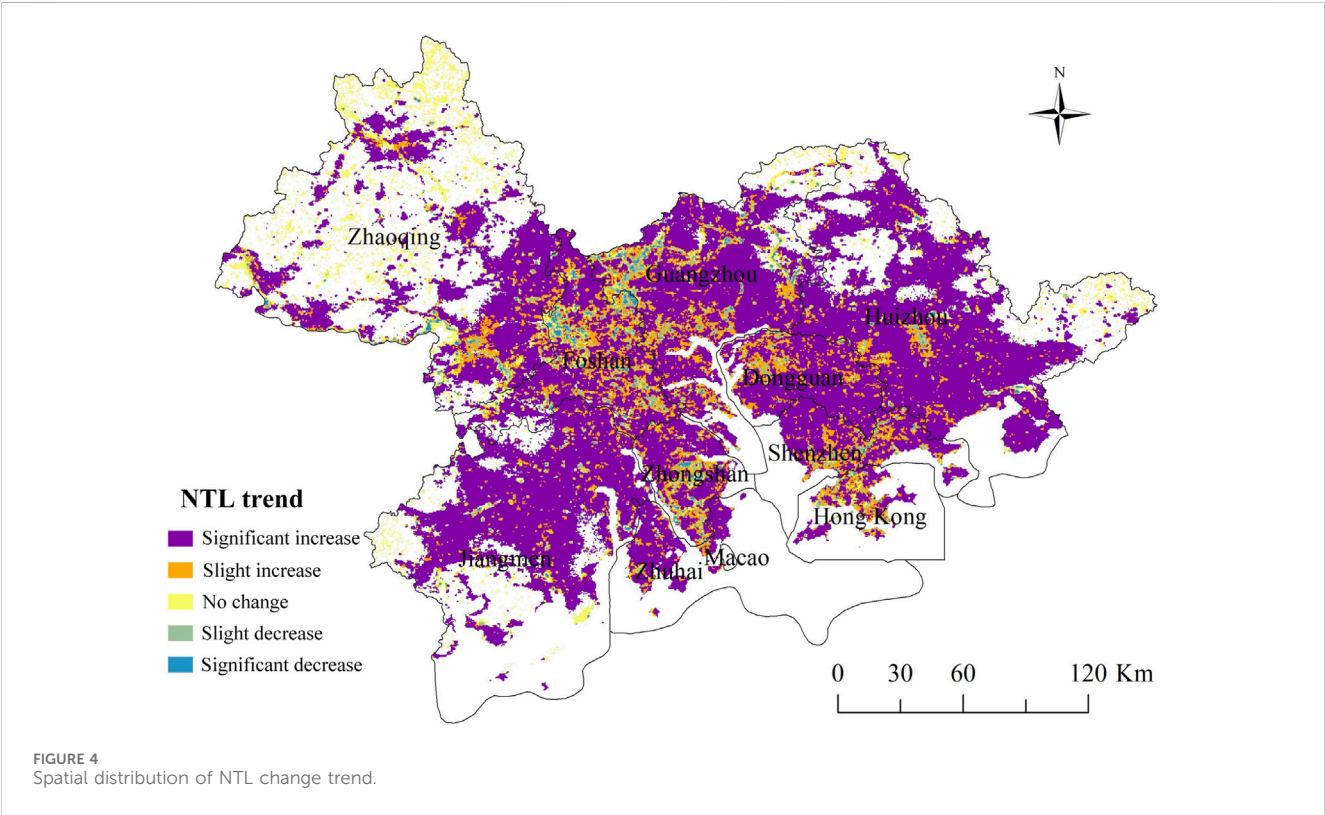 N
Zhaoqing
Guangzhou
Huizhou
Foshan
Dongguan
Shenzhen
Zhongshan
Hong Kong
Jiangmen
Macao
Zhuhai
NTL trend
Significant increase
Slight increase
No change
Slight decrease
Significant decrease
0 30 60 120 Km
FIGURE 4
Spatial distribution of NTL change trend.